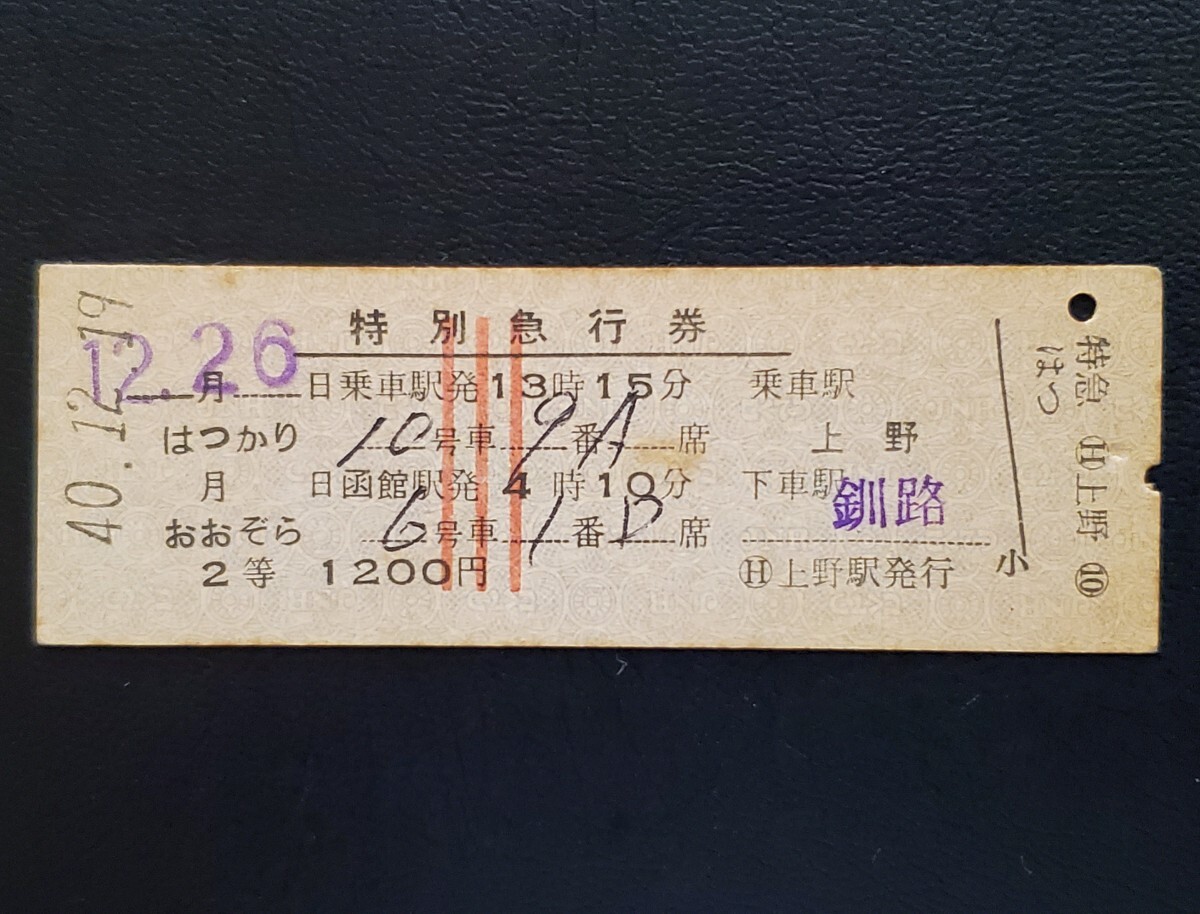 40.12.19
特別急行券
12月26日乗車駅発13時15分 乗車駅
はつかり 10号車 9番A席 上野
月 日函館駅発 4時10分 下車駅 釧路
おおぞら 6号車 1番D席
2等 1200円 Ⓗ上野駅発行
小
特急 Ⓗ上野 ⑩
はつ